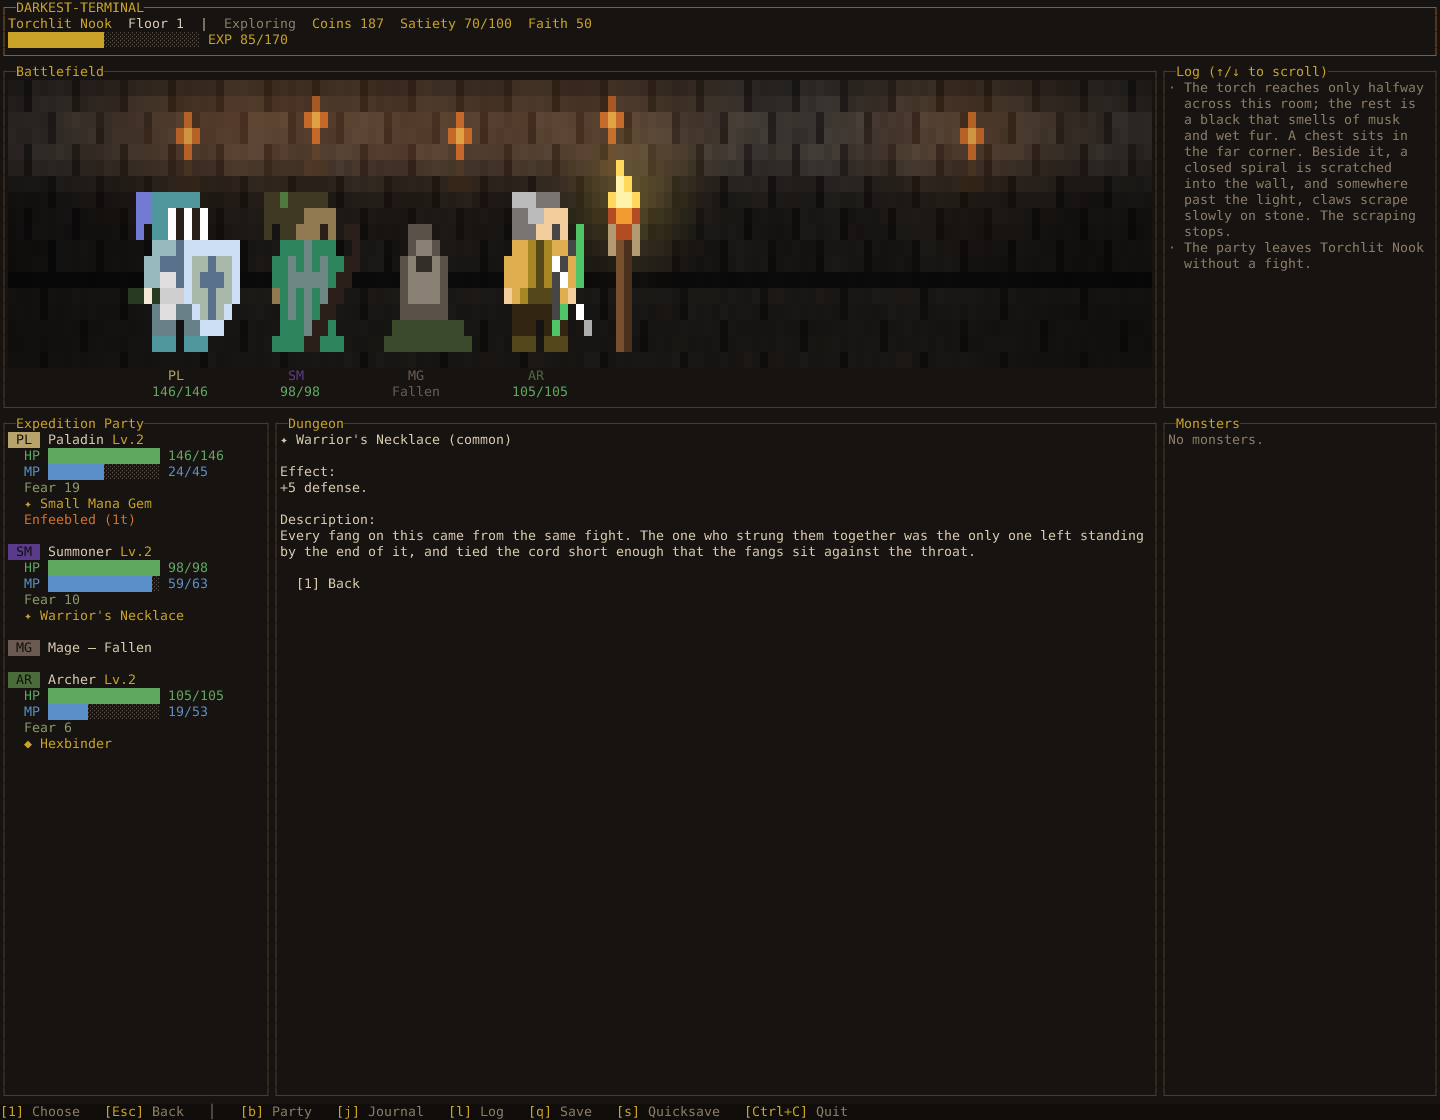 DARKEST-TERMINAL
Torchlit Nook  Floor 1  |  Exploring  Coins 187  Satiety 70/100  Faith 50
EXP 85/170
Battlefield
PL
146/146
SM
98/98
MG
Fallen
AR
105/105
Log (↑/↓ to scroll)
· The torch reaches only halfway
across this room; the rest is
a black that smells of musk
and wet fur. A chest sits in
the far corner. Beside it, a
closed spiral is scratched
into the wall, and somewhere
past the light, claws scrape
slowly on stone. The scraping
stops.
· The party leaves Torchlit Nook
without a fight.
Expedition Party
PL Paladin Lv.2
HP 146/146
MP 24/45
Fear 19
✦ Small Mana Gem
Enfeebled (1t)
SM Summoner Lv.2
HP 98/98
MP 59/63
Fear 10
✦ Warrior's Necklace
MG Mage — Fallen
AR Archer Lv.2
HP 105/105
MP 19/53
Fear 6
◆ Hexbinder
Dungeon
✦ Warrior's Necklace (common)
Effect:
+5 defense.
Description:
Every fang on this came from the same fight. The one who strung them together was the only one left standing
by the end of it, and tied the cord short enough that the fangs sit against the throat.
[1] Back
Monsters
No monsters.
[1] Choose  [Esc] Back  |  [b] Party  [j] Journal  [l] Log  [q] Save  [s] Quicksave  [Ctrl+C] Quit